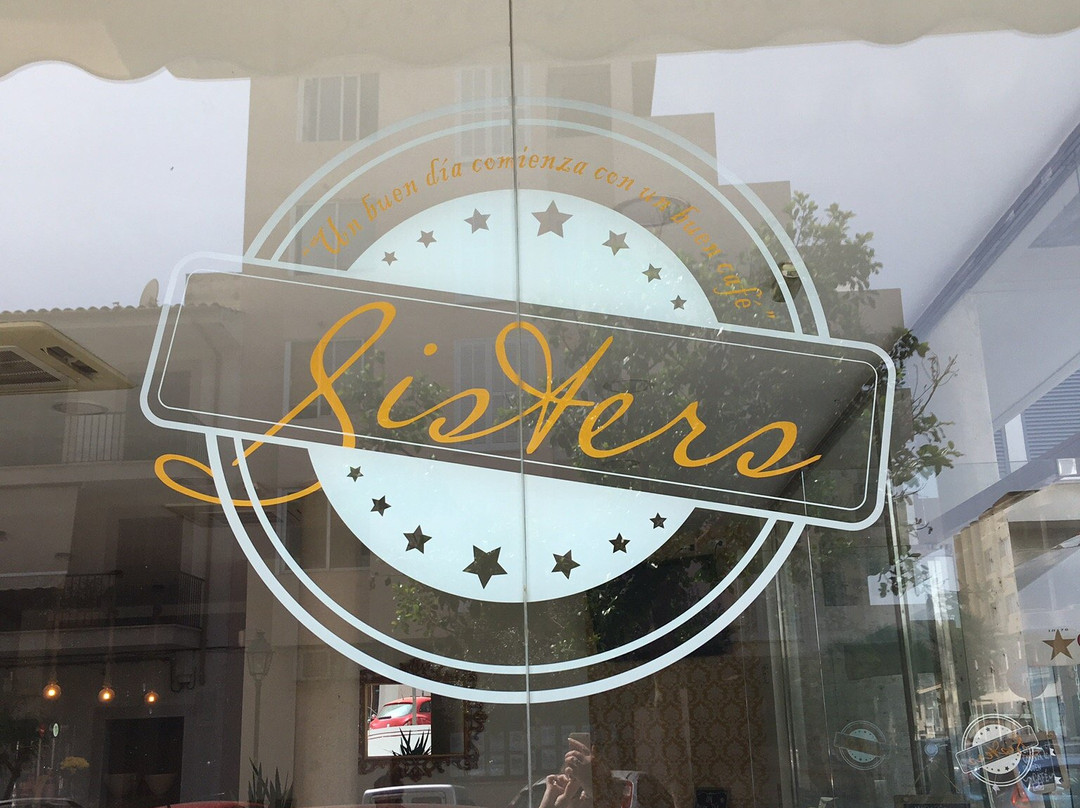 "Un buen día comienza con un buen café"
Sisters